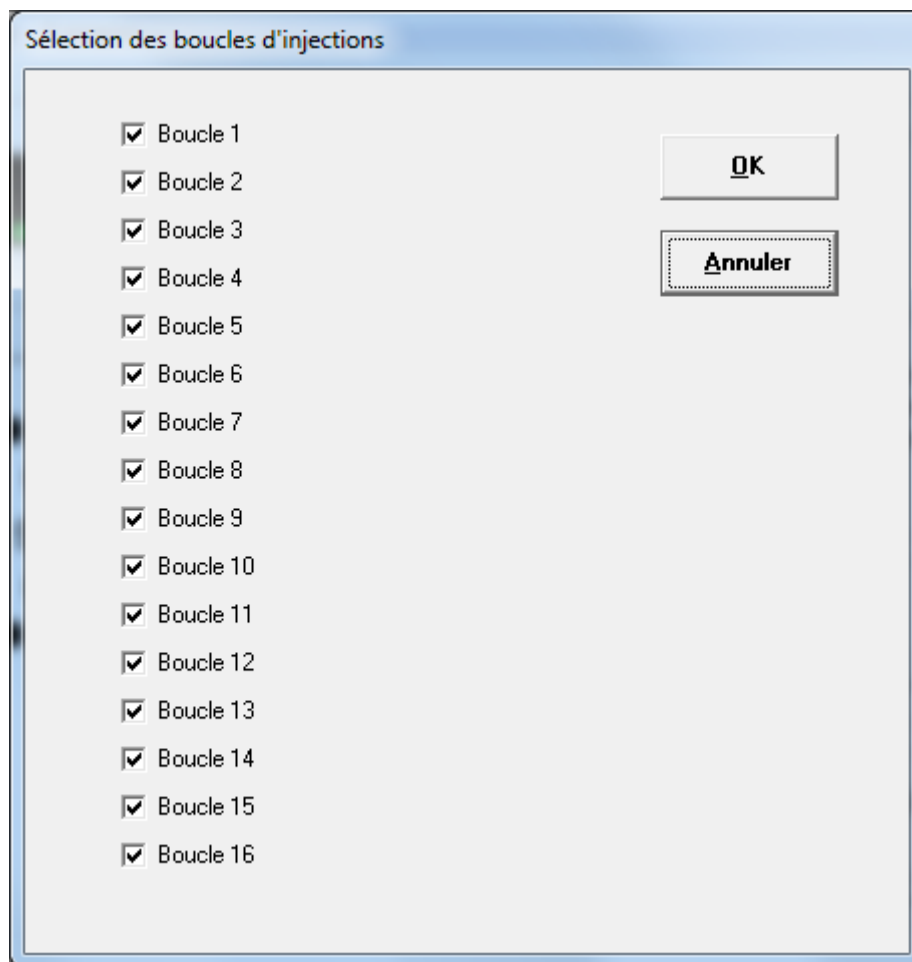 Sélection des boucles d'injections
Boucle 1
Boucle 2
Boucle 3
Boucle 4
Boucle 5
Boucle 6
Boucle 7
Boucle 8
Boucle 9
Boucle 10
Boucle 11
Boucle 12
Boucle 13
Boucle 14
Boucle 15
Boucle 16
OK
Annuler